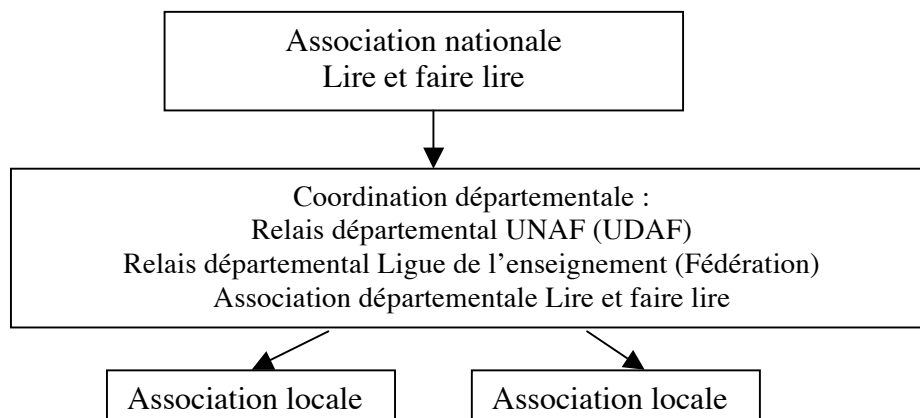 Association nationale
Lire et faire lire
Coordination départementale :
Relais départemental UNAF (UDAF)
Relais départemental Ligue de l’enseignement (Fédération)
Association départementale Lire et faire lire
Association locale
Association locale